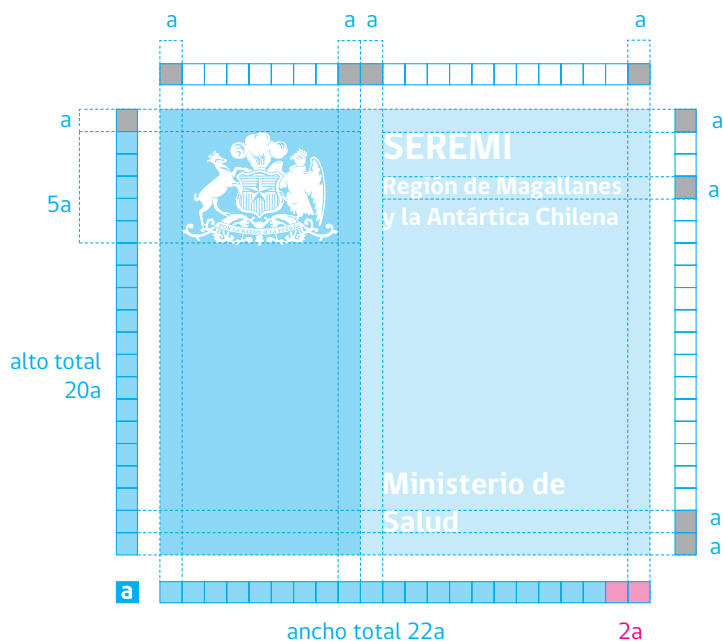 a
a
a
a
a
a
5a
SEREMI
Región de Magallanes
y la Antártica Chilena
a
alto total
20a
Ministerio de
Salud
a
a
a
ancho total 22a
2a